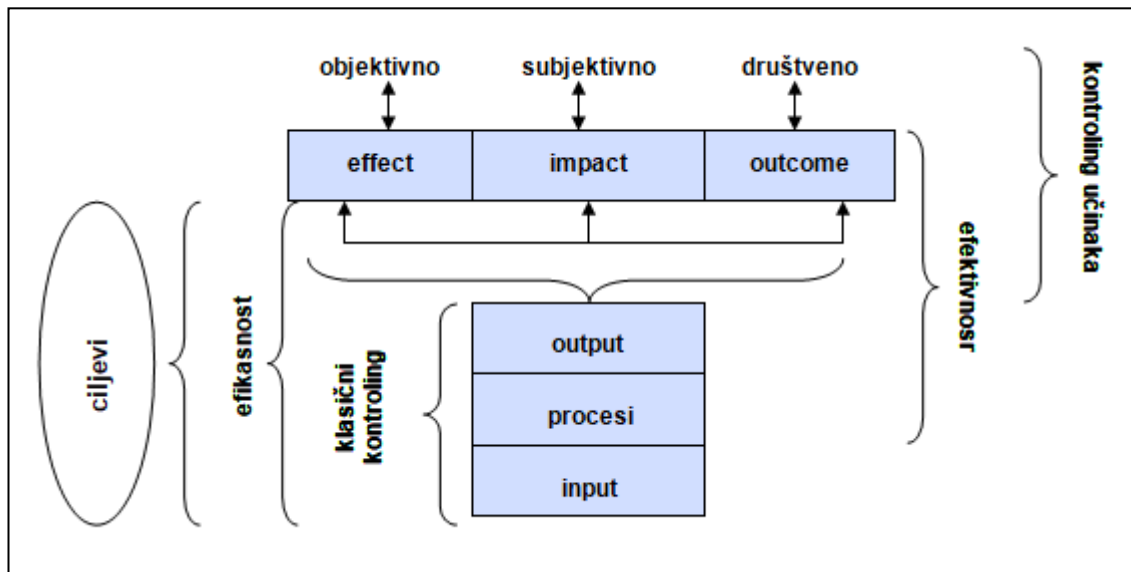 objektivno subjektivno društveno
effect impact outcome
kontroling učinaka
efektivnosr
ciljevi
efikasnost
klasični
kontroling
output
procesi
input